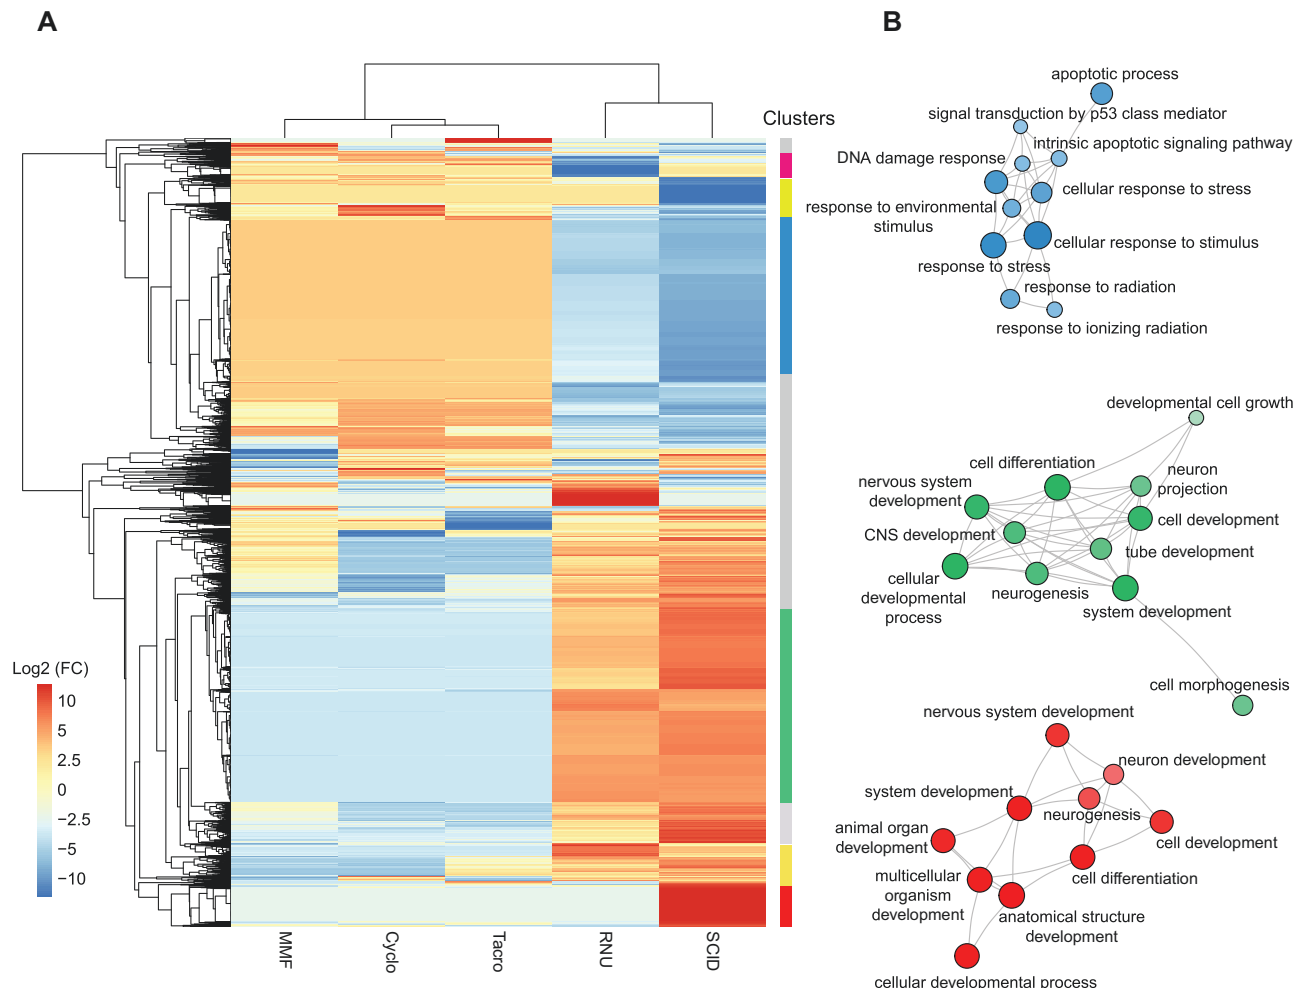 A
B
Clusters
Log2 (FC)
10
5
2.5
0
−2.5
−5
−10
MMF
Cyclo
Tacro
RNU
SCID
apoptotic process
signal transduction by p53 class mediator
intrinsic apoptotic signaling pathway
DNA damage response
cellular response to stress
response to environmental
stimulus
cellular response to stimulus
response to stress
response to radiation
response to ionizing radiation
developmental cell growth
cell differentiation
neuron
projection
nervous system
development
cell development
CNS development
tube development
cellular
developmental
process
neurogenesis
system development
cell morphogenesis
nervous system development
neuron development
system development
neurogenesis
animal organ
development
cell development
multicellular
organism
development
cell differentiation
anatomical structure
development
cellular developmental process